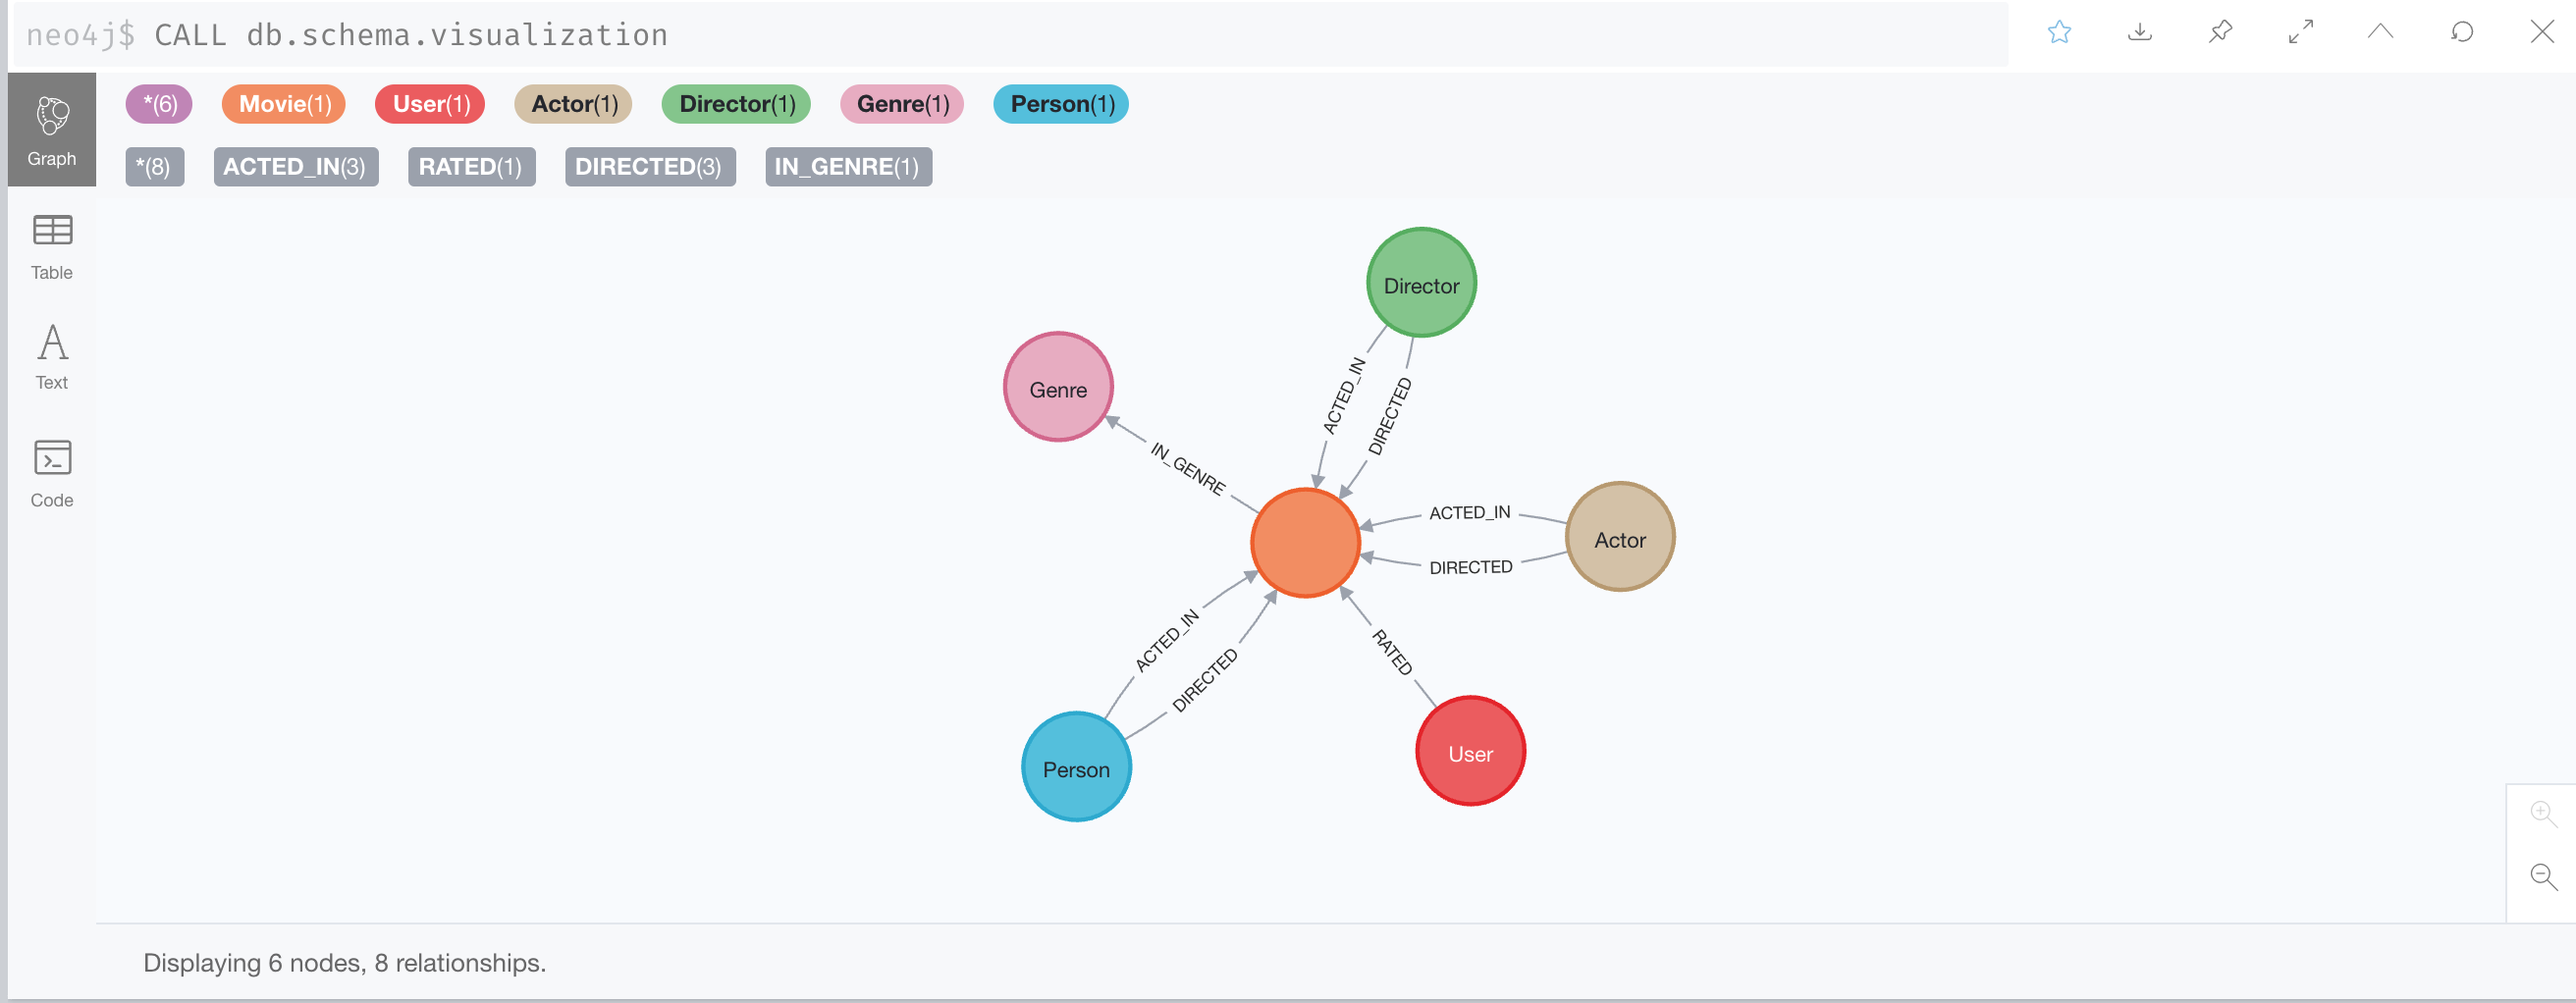 neo4j$ CALL db.schema.visualization
*(6) Movie(1) User(1) Actor(1) Director(1) Genre(1) Person(1)
*(8) ACTED_IN(3) RATED(1) DIRECTED(3) IN_GENRE(1)
Graph
Table
Text
Code
Director
ACTED_IN
DIRECTED
Genre
IN_GENRE
ACTED_IN
DIRECTED
Actor
ACTED_IN
DIRECTED
RATED
Person
User
Displaying 6 nodes, 8 relationships.